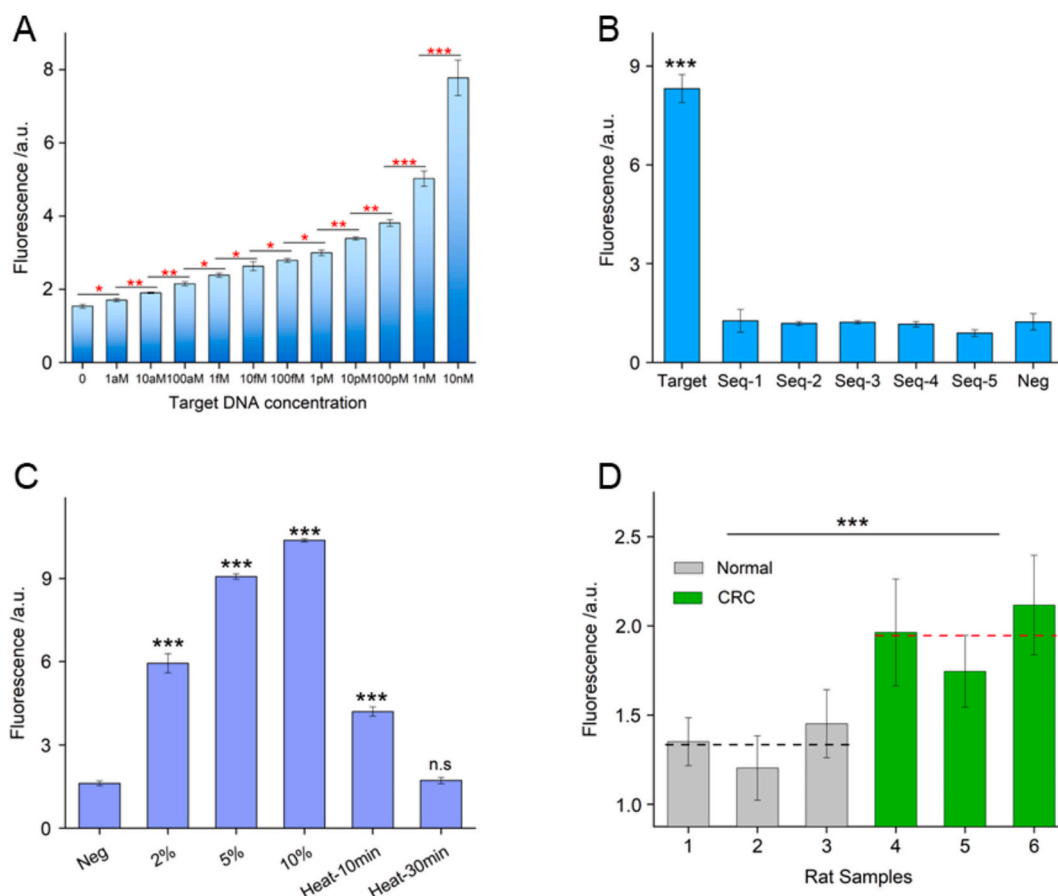 A
Fluorescence /a.u.
8
6
4
2
0
*
**
**
*
*
*
*
**
**
***
***
0 1aM 10aM 100aM 1fM 10fM 100fM 1pM 10pM 100pM 1nM 10nM
Target DNA concentration
B
Fluorescence /a.u.
9
6
3
0
***
Target Seq-1 Seq-2 Seq-3 Seq-4 Seq-5 Neg
C
Fluorescence /a.u.
9
6
3
0
***
***
***
***
n.s
Neg 2% 5% 10% Heat-10min Heat-30min
D
Fluorescence /a.u.
2.5
2.0
1.5
1.0
***
Normal
CRC
1 2 3 4 5 6
Rat Samples